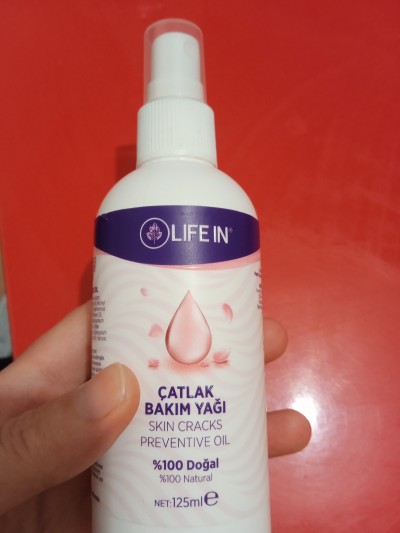 LIFE IN®
ÇATLAK
BAKIM YAĞI
SKIN CRACKS
PREVENTIVE OIL
%100 Doğal
%100 Natural
NET:125ml e